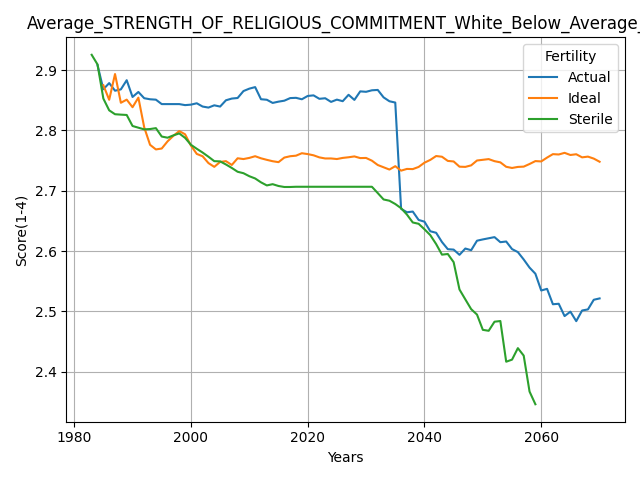 Average_STRENGTH_OF_RELIGIOUS_COMMITMENT_White_Below_Average_
Fertility
Actual
Ideal
Sterile
Score(1-4)
2.9
2.8
2.7
2.6
2.5
2.4
1980
2000
2020
2040
2060
Years